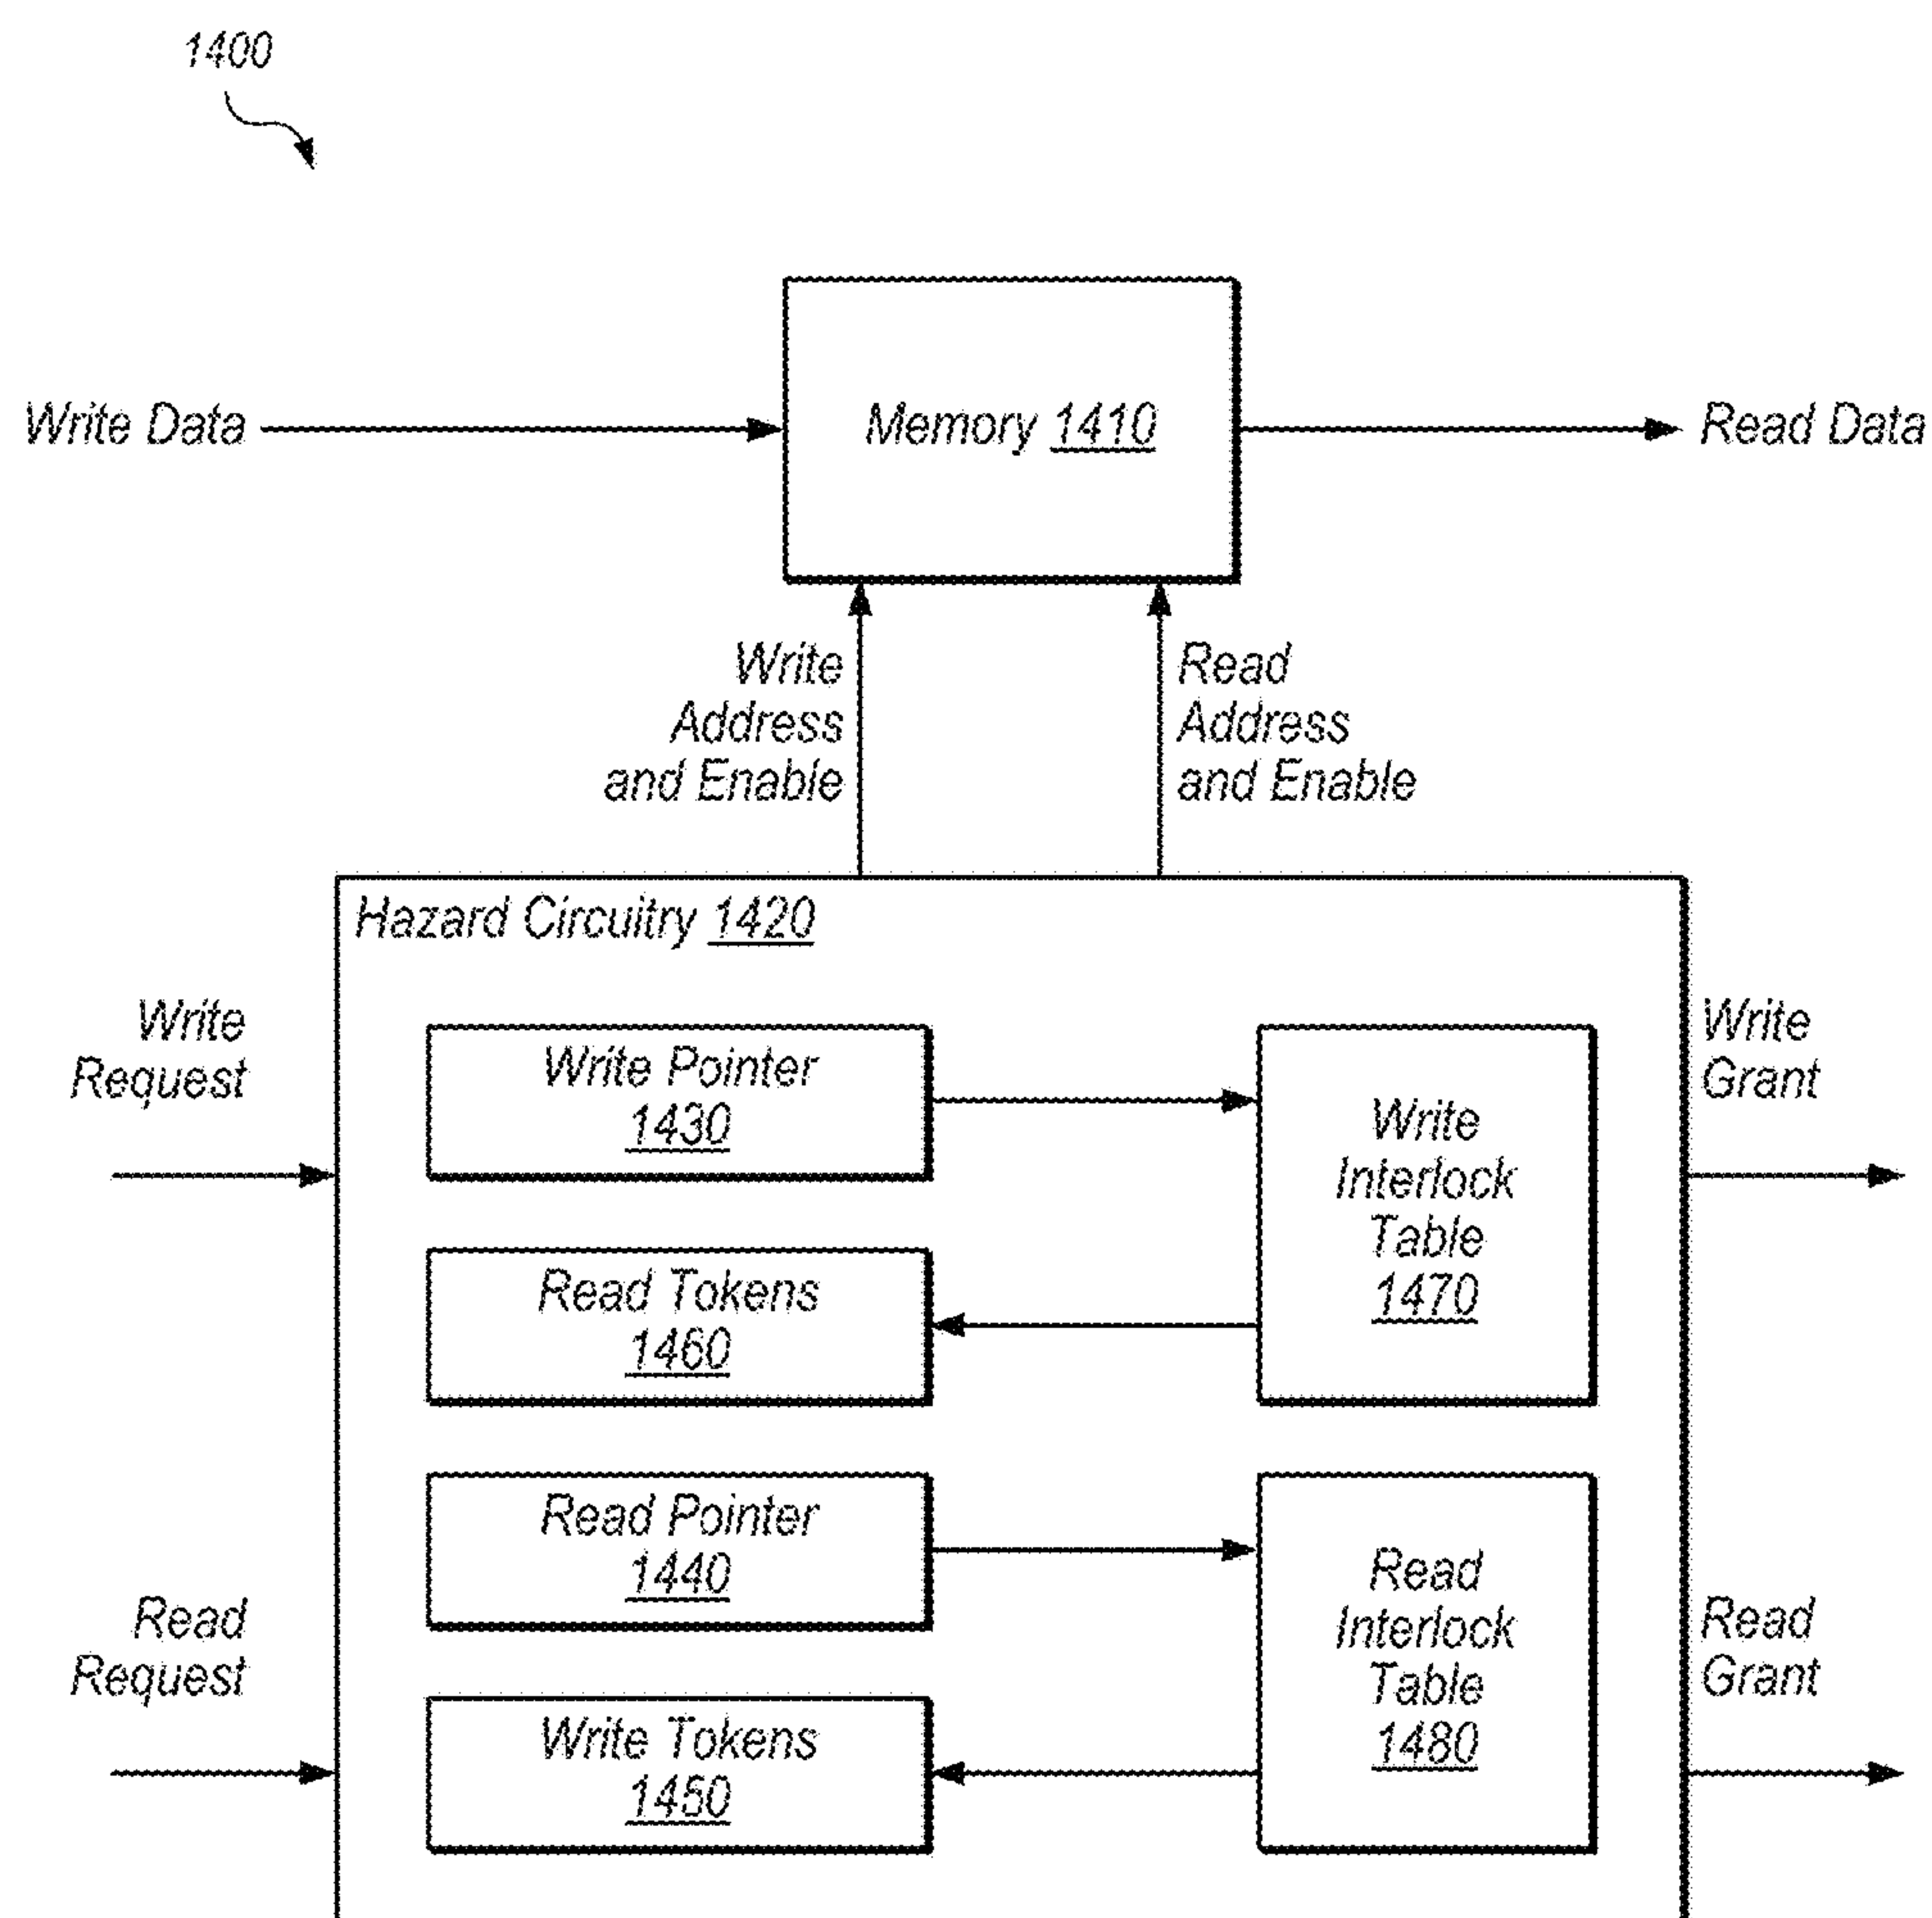 1400
Write Data
Memory 1410
Read Data
Write
Address
and Enable
Read
Address
and Enable
Hazard Circuitry 1420
Write
Request
Write Pointer
1430
Write
Interlock
Table
1470
Write
Grant
Read Tokens
1460
Read Pointer
1440
Read
Interlock
Table
1480
Read
Request
Read
Grant
Write Tokens
1450